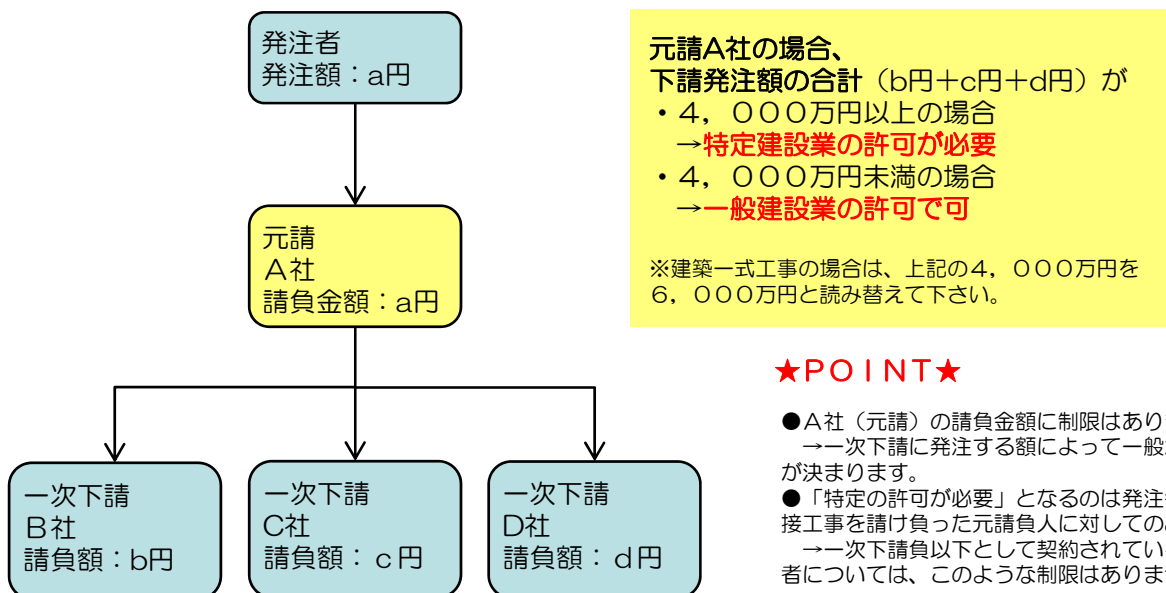 発注者
発注額：a円
元請
A社
請負金額：a円
一次下請
B社
請負額：b円
一次下請
C社
請負額：c円
一次下請
D社
請負額：d円
元請A社の場合、
下請発注額の合計（b円＋c円＋d円）が
・４，０００万円以上の場合
→特定建設業の許可が必要
・４，０００万円未満の場合
→一般建設業の許可で可
※建築一式工事の場合は、上記の４，０００万円を
６，０００万円と読み替えて下さい。
★ＰＯＩＮＴ★
●A社（元請）の請負金額に制限はあり
→一次下請に発注する額によって一般
が決まります。
●「特定の許可が必要」となるのは発注
接工事を請け負った元請負人に対しての
→一次下請負以下として契約されてい
者については、このような制限はありま